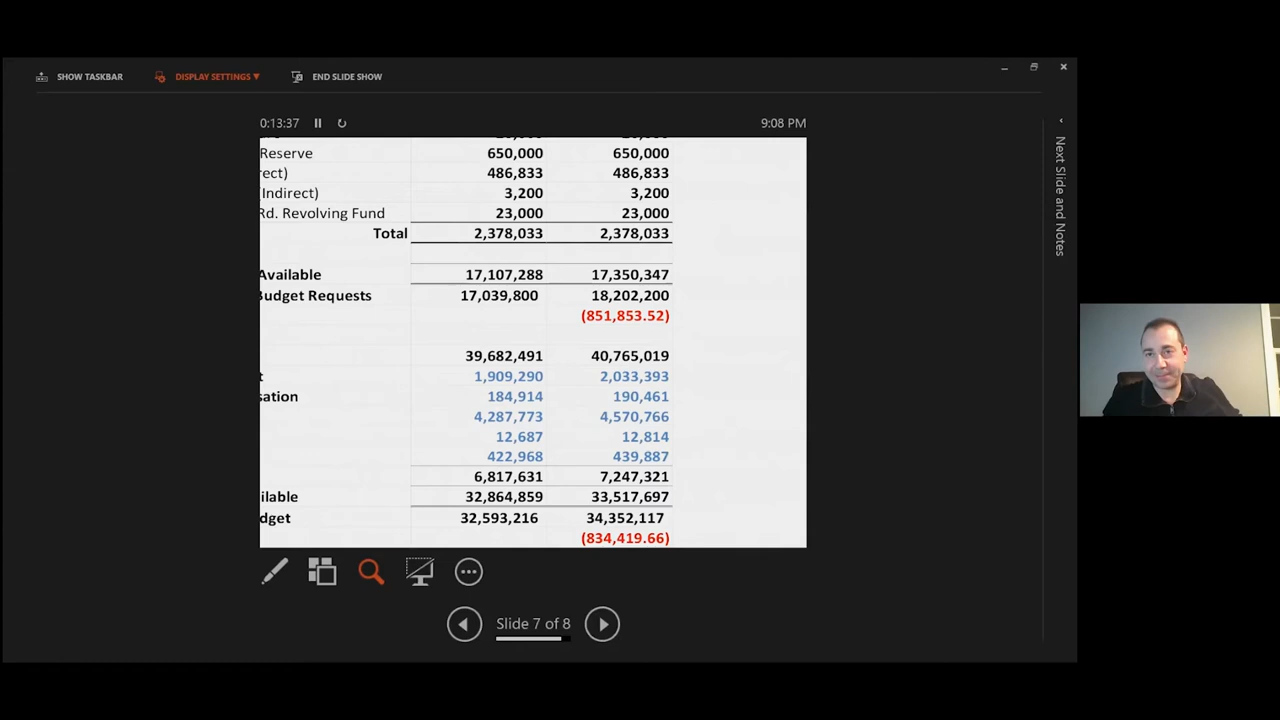 SHOW TASKBAR DISPLAY SETTINGS ▼ END SLIDE SHOW
0:13:37 9:08 PM
Next Slide and Notes
Reserve 650,000 650,000
rect) 486,833 486,833
(Indirect) 3,200 3,200
Rd. Revolving Fund 23,000 23,000
Total 2,378,033 2,378,033
Available 17,107,288 17,350,347
Budget Requests 17,039,800 18,202,200
(851,853.52)
39,682,491 40,765,019
t 1,909,290 2,033,393
sation 184,914 190,461
4,287,773 4,570,766
12,687 12,814
422,968 439,887
6,817,631 7,247,321
ilable 32,864,859 33,517,697
dget 32,593,216 34,352,117
(834,419.66)
Slide 7 of 8